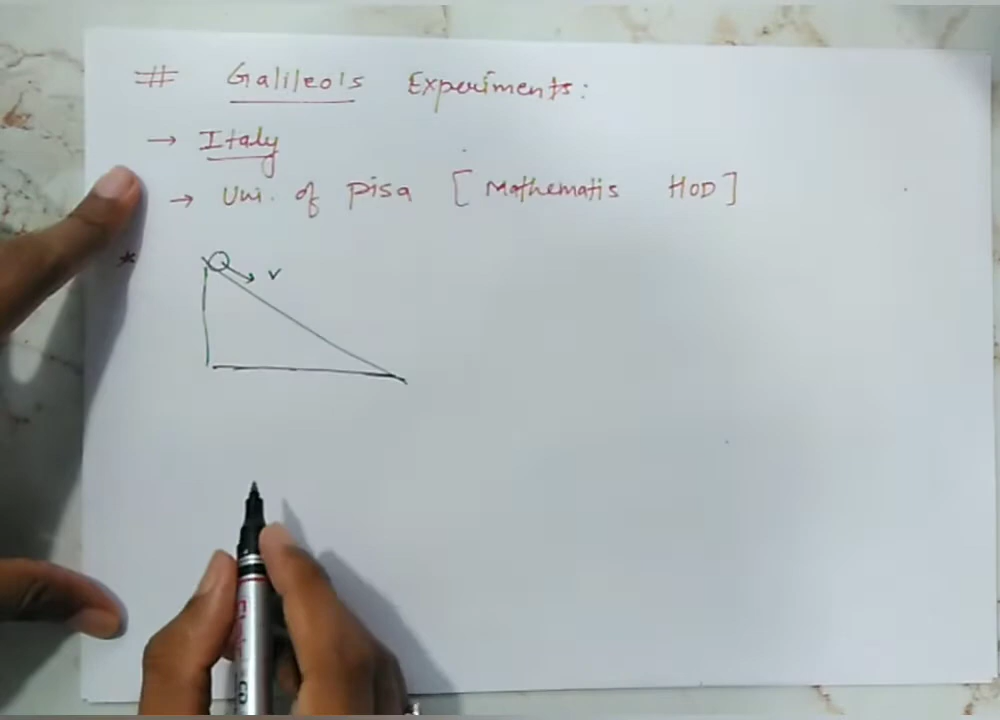 # Galileo's Experiments:
→ Italy
→ Uni. of Pisa [Mathematis HOD]
*
v